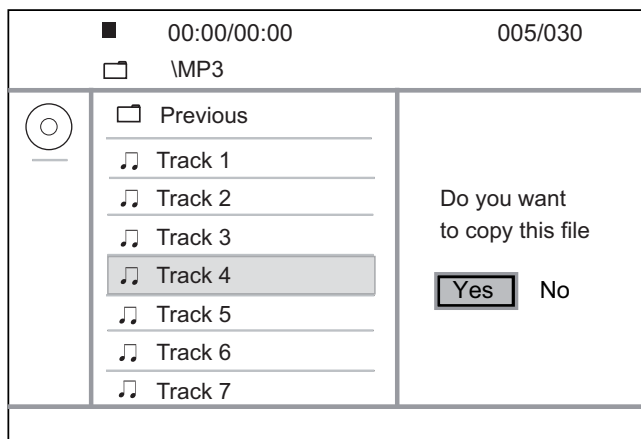 00:00/00:00 005/030
\MP3
Previous
Track 1
Track 2
Track 3
Track 4
Track 5
Track 6
Track 7
Do you want
to copy this file
Yes No